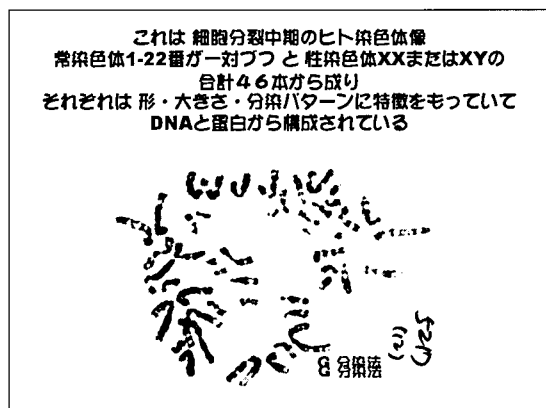 これは 細胞分裂中期のヒト染色体像
常染色体1-22番が一対づつ と 性染色体XXまたはXYの
合計46本から成り
それぞれは 形・大きさ・分染パターンに特徴をもっていて
DNAと蛋白から構成されている
分染法
分染法